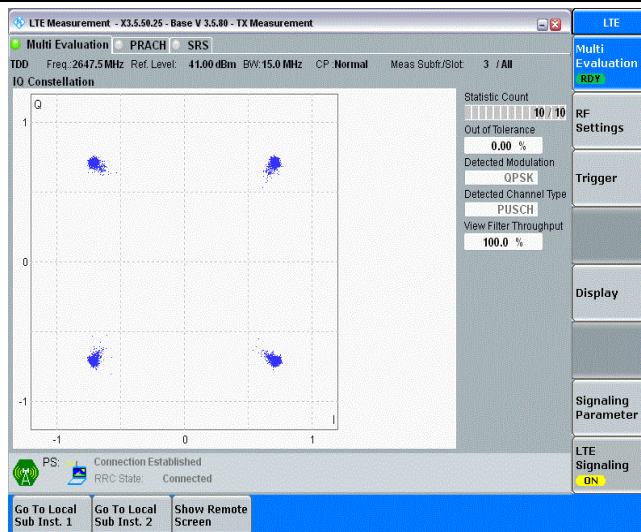 LTE Measurement - X3.5.50.25 - Base V 3.5.80 - TX Measurement
LTE
Multi Evaluation PRACH SRS
Multi
Evaluation
RDY
TDD Freq.:2647.5 MHz Ref. Level: 41.00 dBm BW:15.0 MHz CP :Normal Meas Subfr./Slot: 3 / All
IQ Constellation
Q
1
0
-1
-1 0 1
I
Statistic Count
10 / 10
Out of Tolerance
0.00 %
Detected Modulation
QPSK
Detected Channel Type
PUSCH
View Filter Throughput
100.0 %
RF
Settings
Trigger
Display
Signaling
Parameter
LTE
Signaling
ON
PS: Connection Established
RRC State: Connected
Go To Local
Sub Inst. 1
Go To Local
Sub Inst. 2
Show Remote
Screen